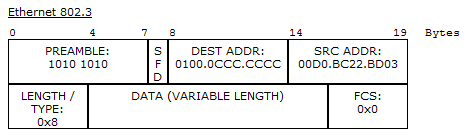 Ethernet 802.3
0 4 7 8 14 19 Bytes
PREAMBLE: 1010 1010
SFD
DEST ADDR: 0100.0CCC.CCCC
SRC ADDR: 00D0.BC22.BD03
LENGTH / TYPE: 0x8
DATA (VARIABLE LENGTH)
FCS: 0x0